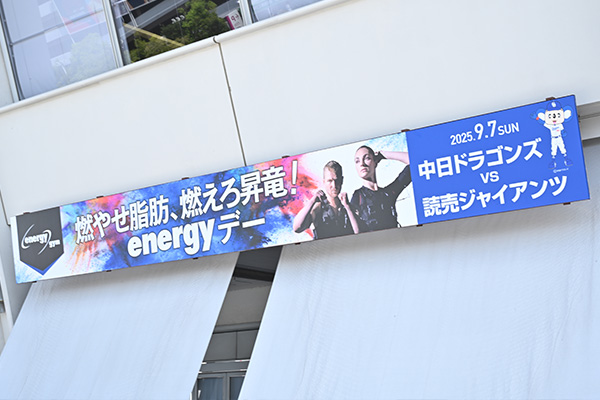 energy
燃やせ脂肪、燃えろ昇竜！
energyデー
2025.9.7 SUN
中日ドラゴンズ
VS
読売ジャイアンツ